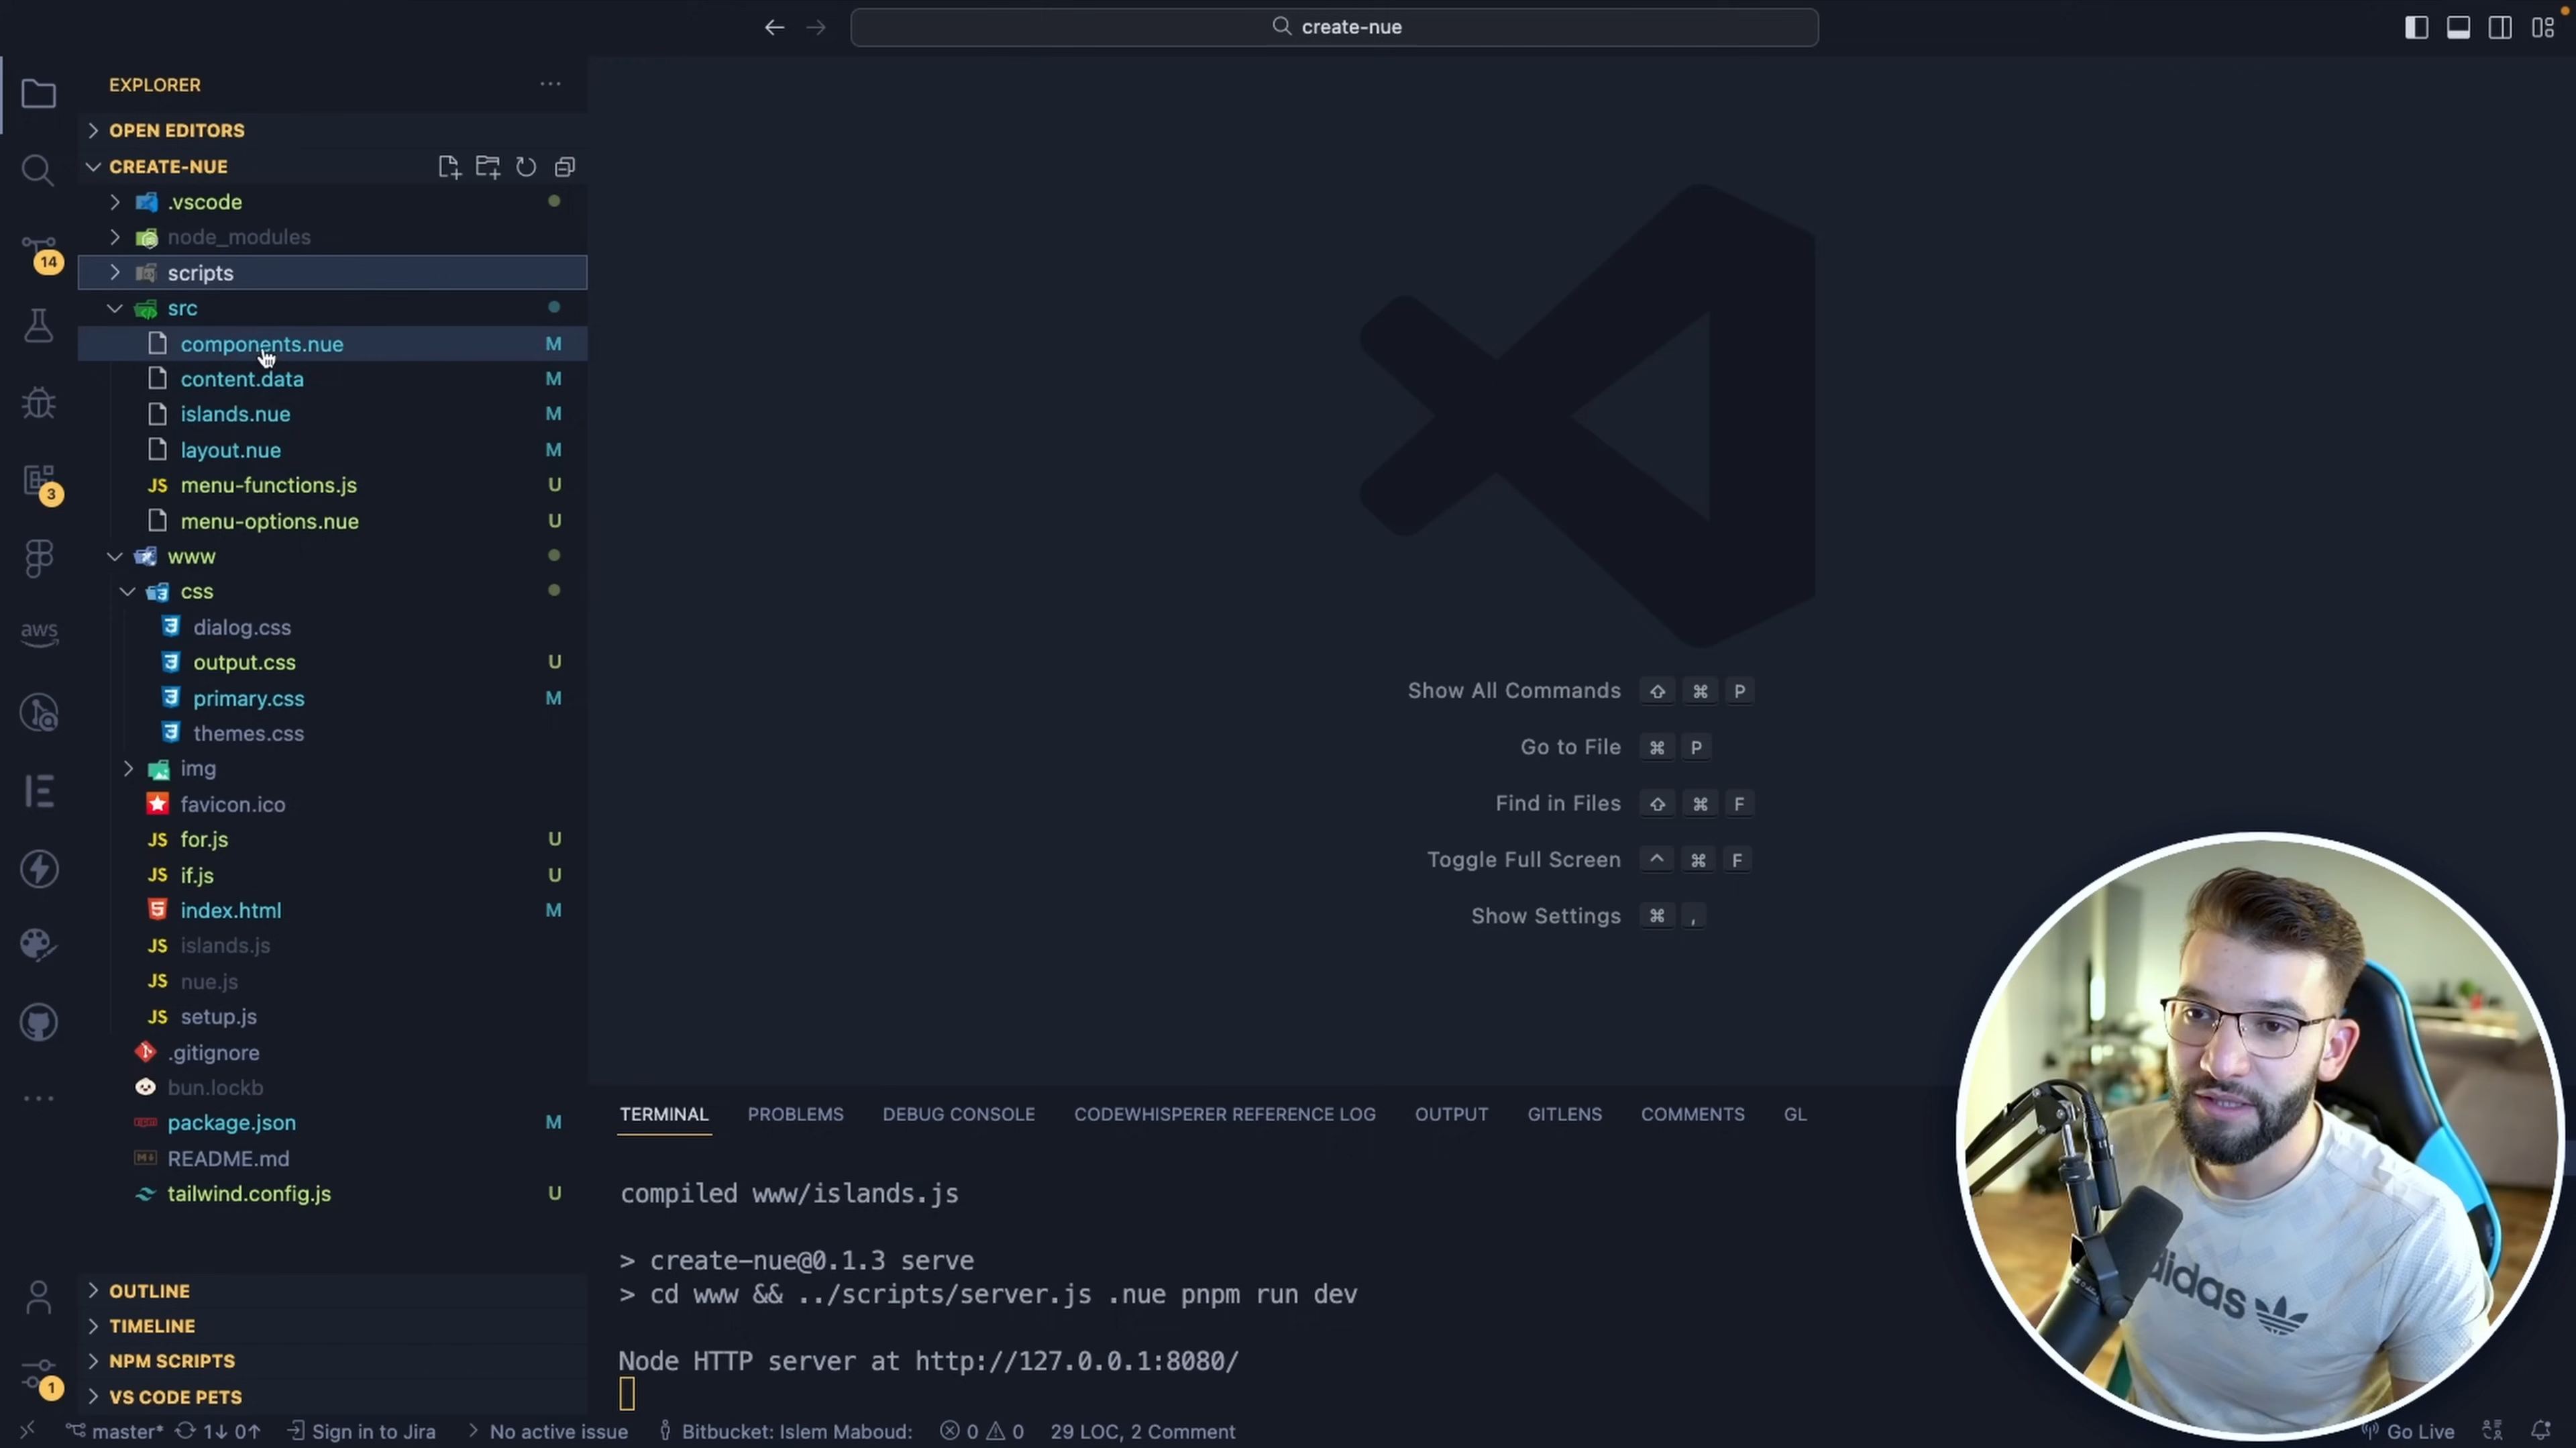 create-nue
EXPLORER
OPEN EDITORS
CREATE-NUE
.vscode
node_modules
scripts
src
components.nue M
content.data M
islands.nue M
layout.nue M
JS menu-functions.js U
menu-options.nue U
www
css
dialog.css
output.css U
primary.css M
themes.css
img
favicon.ico
JS for.js U
JS if.js U
index.html M
JS islands.js
JS nue.js
JS setup.js
.gitignore
bun.lockb
package.json M
README.md
tailwind.config.js U
OUTLINE
TIMELINE
NPM SCRIPTS
VS CODE PETS
14
3
aws
1
Show All Commands ⇧ ⌘ P
Go to File ⌘ P
Find in Files ⇧ ⌘ F
Toggle Full Screen ^ ⌘ F
Show Settings ⌘ ,
TERMINAL PROBLEMS DEBUG CONSOLE CODEWHISPERER REFERENCE LOG OUTPUT GITLENS COMMENTS GL
compiled www/islands.js
> create-nue@0.1.3 serve
> cd www && ../scripts/server.js .nue pnpm run dev
Node HTTP server at http://127.0.0.1:8080/
adidas
master* 1↓ 0↑ Sign in to Jira No active issue Bitbucket: Islem Maboud: 0 0 29 LOC, 2 Comment Go Live